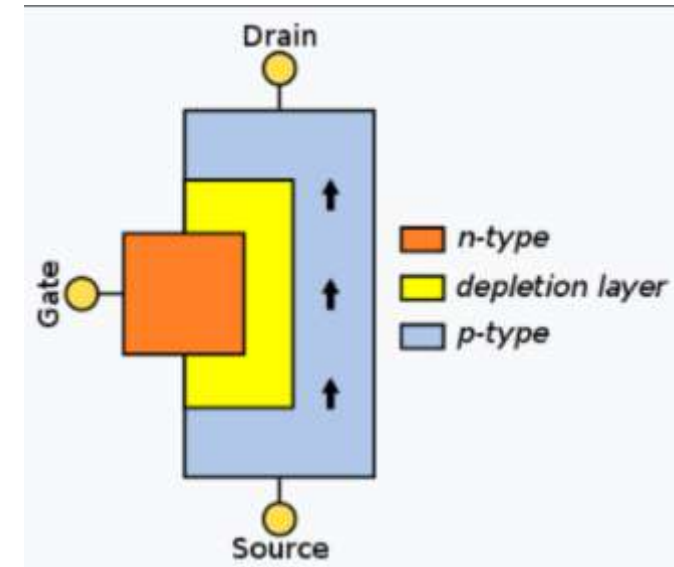 Drain
Gate
n-type
depletion layer
p-type
Source